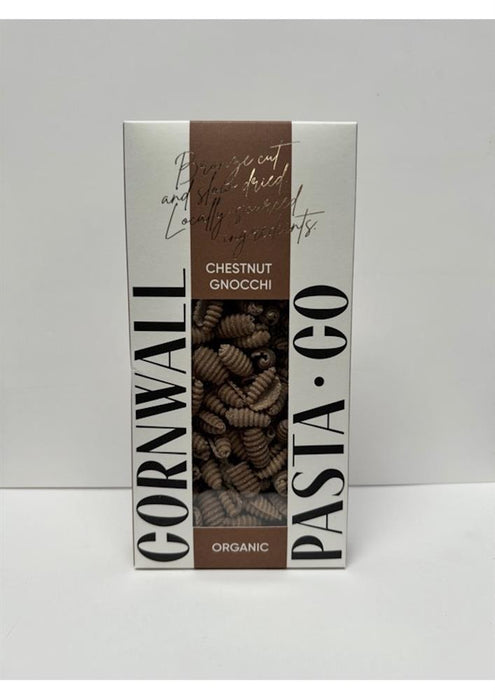 Bronze cut
and slow dried
Locally sourced
ingredients.
CHESTNUT
GNOCCHI
CORNWALL
PASTA · CO
ORGANIC